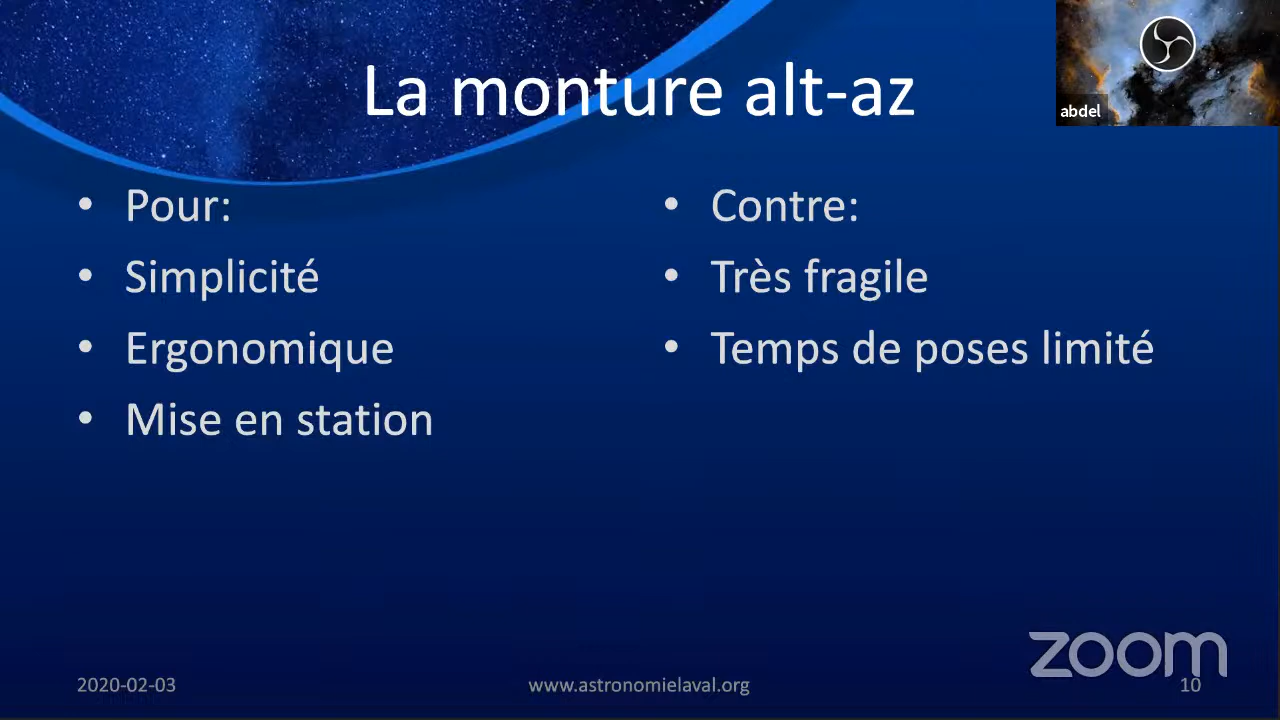 La monture alt-az
abdel
• Pour:
• Simplicité
• Ergonomique
• Mise en station
• Contre:
• Très fragile
• Temps de poses limité
zoom
2020-02-03
www.astronomielaval.org
10